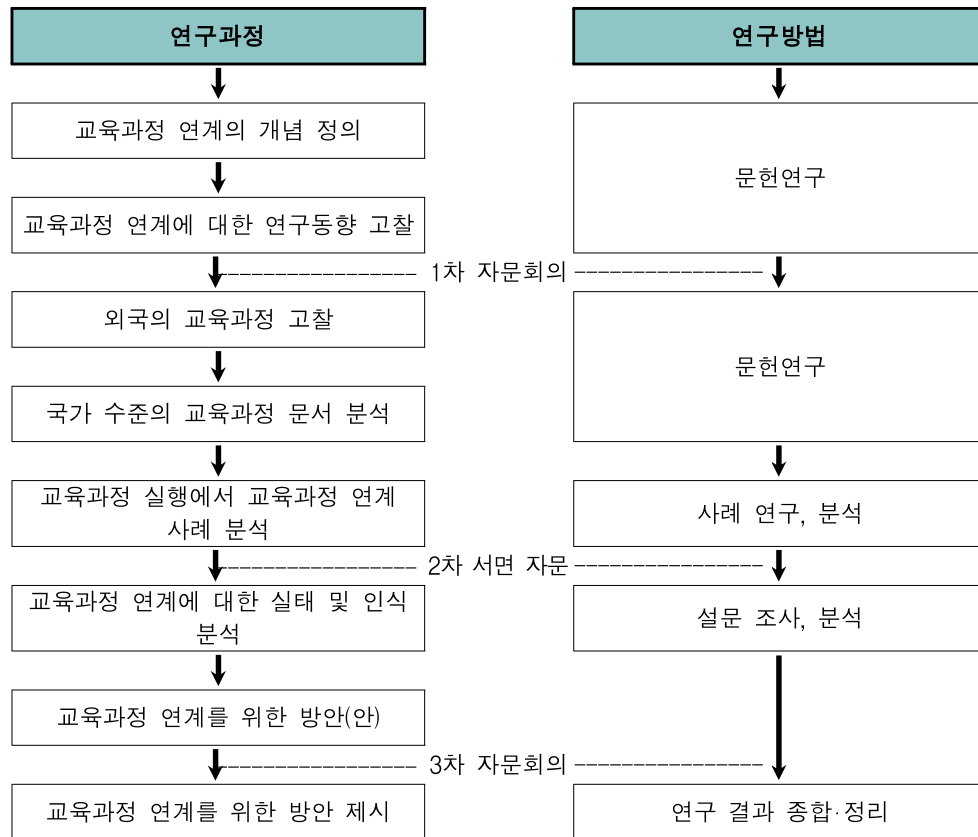 연구과정
연구방법
교육과정 연계의 개념 정의
문헌연구
교육과정 연계에 대한 연구동향 고찰
1차 자문회의
외국의 교육과정 고찰
문헌연구
국가 수준의 교육과정 문서 분석
교육과정 실행에서 교육과정 연계
사례 분석
사례 연구, 분석
2차 서면 자문
교육과정 연계에 대한 실태 및 인식
분석
설문 조사, 분석
교육과정 연계를 위한 방안(안)
3차 자문회의
교육과정 연계를 위한 방안 제시
연구 결과 종합·정리